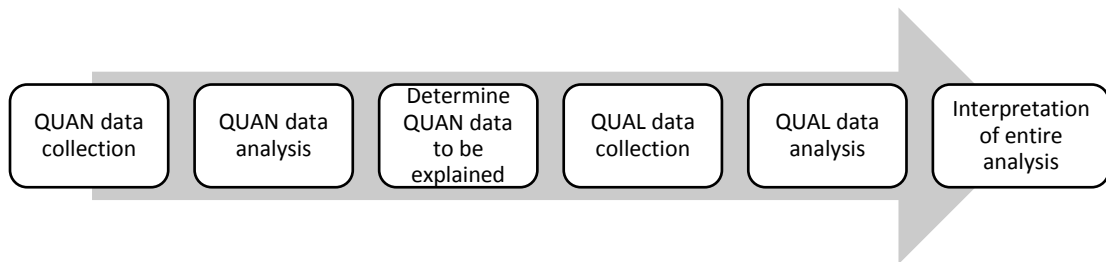 QUAN data
collection
QUAN data
analysis
Determine
QUAN data
to be
explained
QUAL data
collection
QUAL data
analysis
Interpretation
of entire
analysis